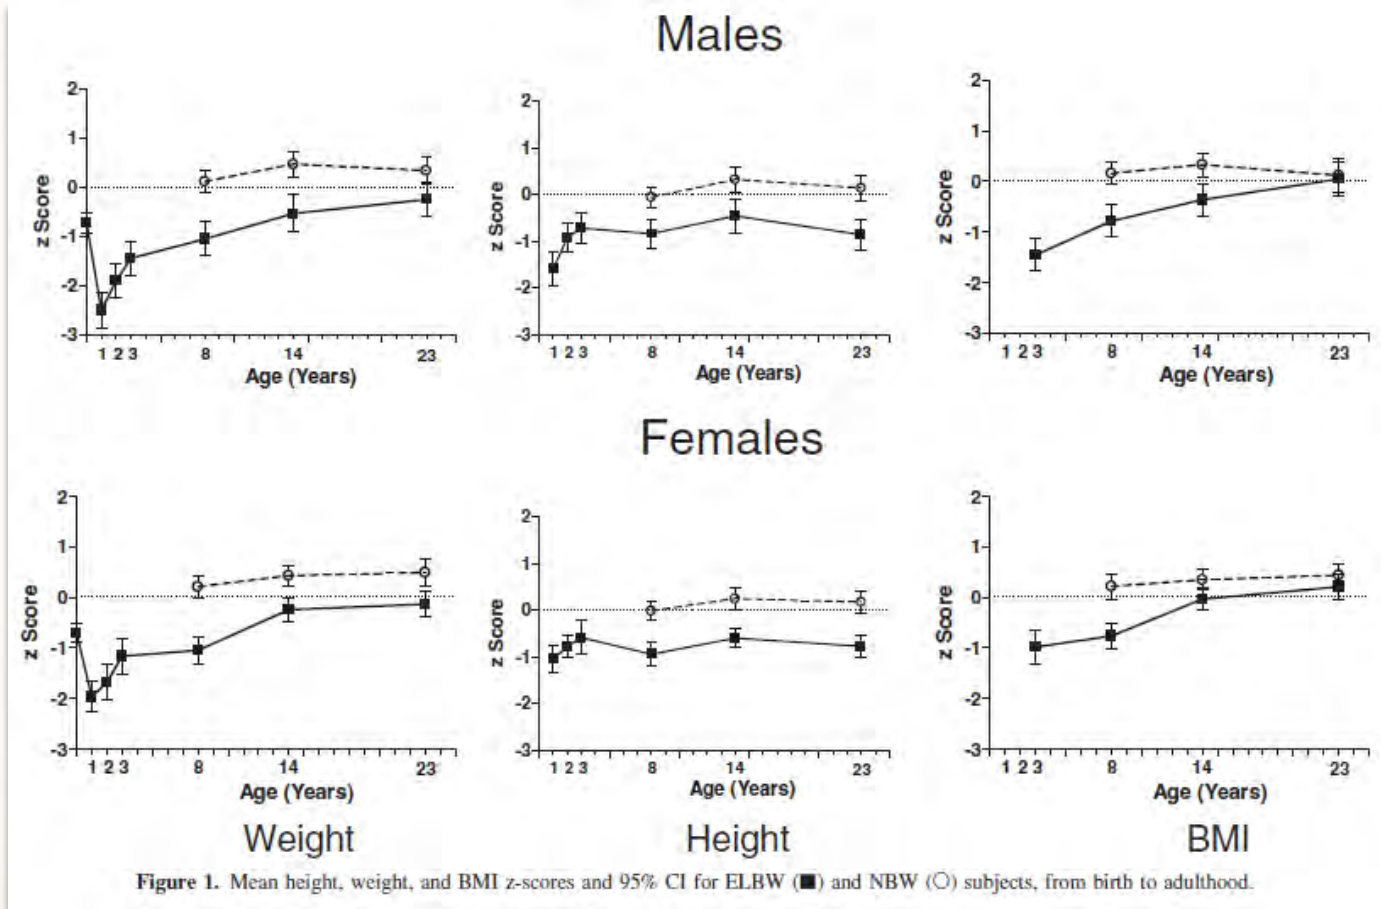 Males
2
1
0
-1
-2
-3
z Score
1 2 3 8 14 23
Age (Years)
2
1
0
-1
-2
-3
z Score
1 2 3 8 14 23
Age (Years)
2
1
0
-1
-2
-3
z Score
1 2 3 8 14 23
Age (Years)
Females
2
1
0
-1
-2
-3
z Score
1 2 3 8 14 23
Age (Years)
Weight
2
1
0
-1
-2
-3
z Score
1 2 3 8 14 23
Age (Years)
Height
2
1
0
-1
-2
-3
z Score
1 2 3 8 14 23
Age (Years)
BMI
Figure 1. Mean height, weight, and BMI z-scores and 95% CI for ELBW (■) and NBW (○) subjects, from birth to adulthood.